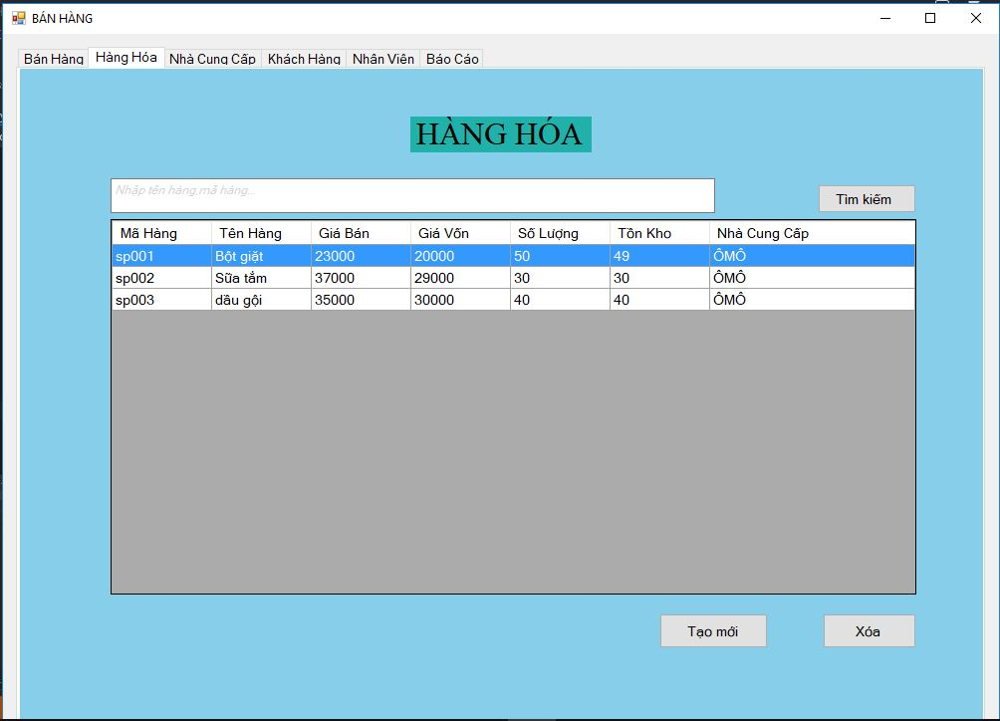 BÁN HÀNG
Bán Hàng Hàng Hóa Nhà Cung Cấp Khách Hàng Nhân Viên Báo Cáo
HÀNG HÓA
Nhập tên hàng,mã hàng...
Tìm kiếm
Mã Hàng Tên Hàng Giá Bán Giá Vốn Số Lượng Tồn Kho Nhà Cung Cấp
sp001 Bột giặt 23000 20000 50 49 ÔMÔ
sp002 Sữa tắm 37000 29000 30 30 ÔMÔ
sp003 dầu gội 35000 30000 40 40 ÔMÔ
Tạo mới Xóa